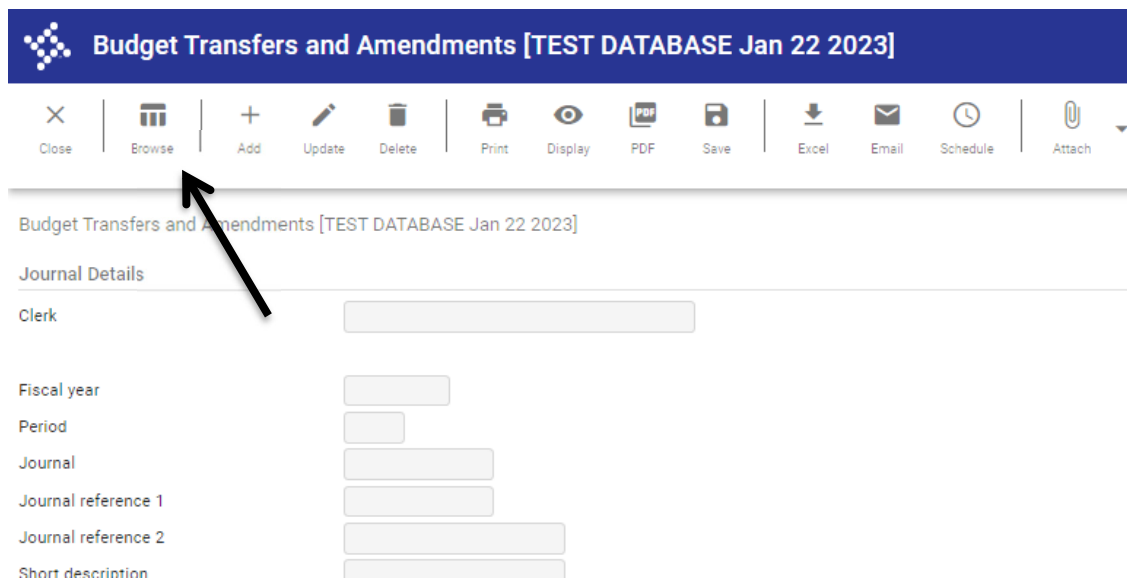 Budget Transfers and Amendments [TEST DATABASE Jan 22 2023]
Close Browse Add Update Delete Print Display PDF Save Excel Email Schedule Attach
Budget Transfers and Amendments [TEST DATABASE Jan 22 2023]
Journal Details
Clerk
Fiscal year
Period
Journal
Journal reference 1
Journal reference 2
Short description